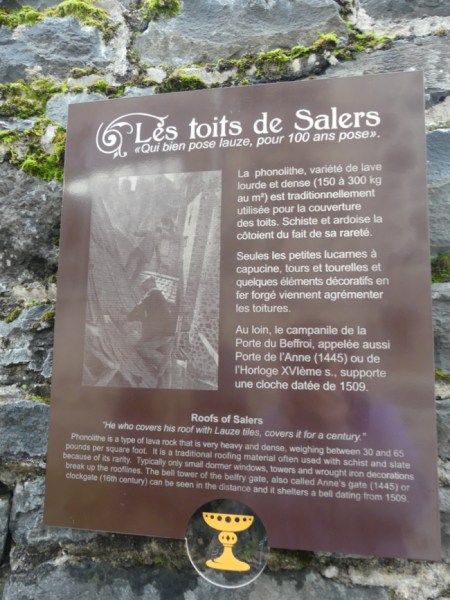 Les toits de Salers
«Qui bien pose lauze, pour 100 ans pose».
La phonolithe, variété de lave
lourde et dense (150 à 300 kg
au m²) est traditionnellement
utilisée pour la couverture
des toits. Schiste et ardoise la
côtoient du fait de sa rareté.
Seules les petites lucarnes à
capucine, tours et tourelles et
quelques éléments décoratifs en
fer forgé viennent agrémenter
les toitures.
Au loin, le campanile de la
Porte du Beffroi, appelée aussi
Porte de l'Anne (1445) ou de
l'Horloge XVIème s., supporte
une cloche datée de 1509.
Roofs of Salers
"He who covers his roof with Lauze tiles, covers it for a century."
Phonolithe is a type of lava rock that is very heavy and dense, weighing between 30 and 65
pounds per square foot. It is a traditional roofing material often used with schist and slate
because of its rarity. Typically only small dormer windows, towers and wrought iron decorations
break up the rooflines. The bell tower of the belfry gate, also called Anne's gate (1445) or
clockgate (16th century) can be seen in the distance and it shelters a bell dating from 1509.